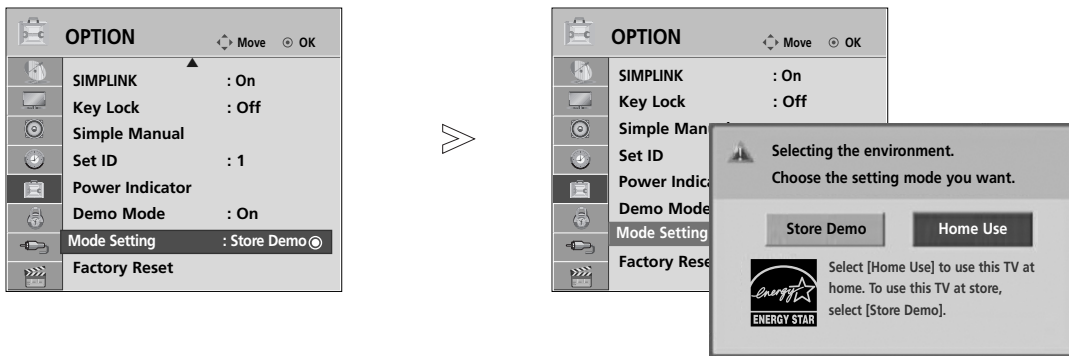 OPTION
Move OK
SIMPLINK : On
Key Lock : Off
Simple Manual
Set ID : 1
Power Indicator
Demo Mode : On
Mode Setting : Store Demo
Factory Reset
OPTION
Move OK
SIMPLINK : On
Key Lock : Off
Simple Man
Set ID
Power Indica
Demo Mode
Mode Setting
Factory Rese
Selecting the environment.
Choose the setting mode you want.
Store Demo
Home Use
energy
ENERGY STAR
Select [Home Use] to use this TV at
home. To use this TV at store,
select [Store Demo].